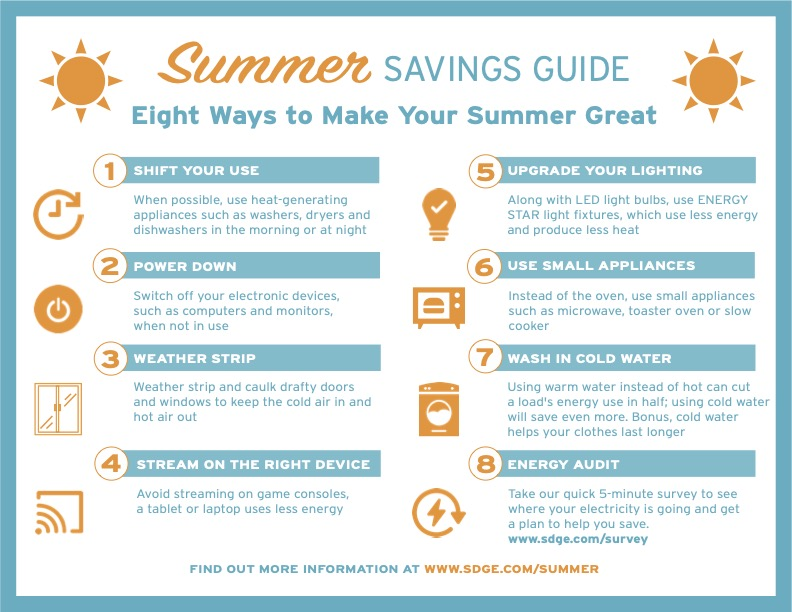 Summer SAVINGS GUIDE
Eight Ways to Make Your Summer Great
1 SHIFT YOUR USE
When possible, use heat-generating
appliances such as washers, dryers and
dishwashers in the morning or at night
2 POWER DOWN
Switch off your electronic devices,
such as computers and monitors,
when not in use
3 WEATHER STRIP
Weather strip and caulk drafty doors
and windows to keep the cold air in and
hot air out
4 STREAM ON THE RIGHT DEVICE
Avoid streaming on game consoles,
a tablet or laptop uses less energy
5 UPGRADE YOUR LIGHTING
Along with LED light bulbs, use ENERGY
STAR light fixtures, which use less energy
and produce less heat
6 USE SMALL APPLIANCES
Instead of the oven, use small appliances
such as microwave, toaster oven or slow
cooker
7 WASH IN COLD WATER
Using warm water instead of hot can cut
a load's energy use in half; using cold water
will save even more. Bonus, cold water
helps your clothes last longer
8 ENERGY AUDIT
Take our quick 5-minute survey to see
where your electricity is going and get
a plan to help you save.
www.sdge.com/survey
FIND OUT MORE INFORMATION AT WWW.SDGE.COM/SUMMER